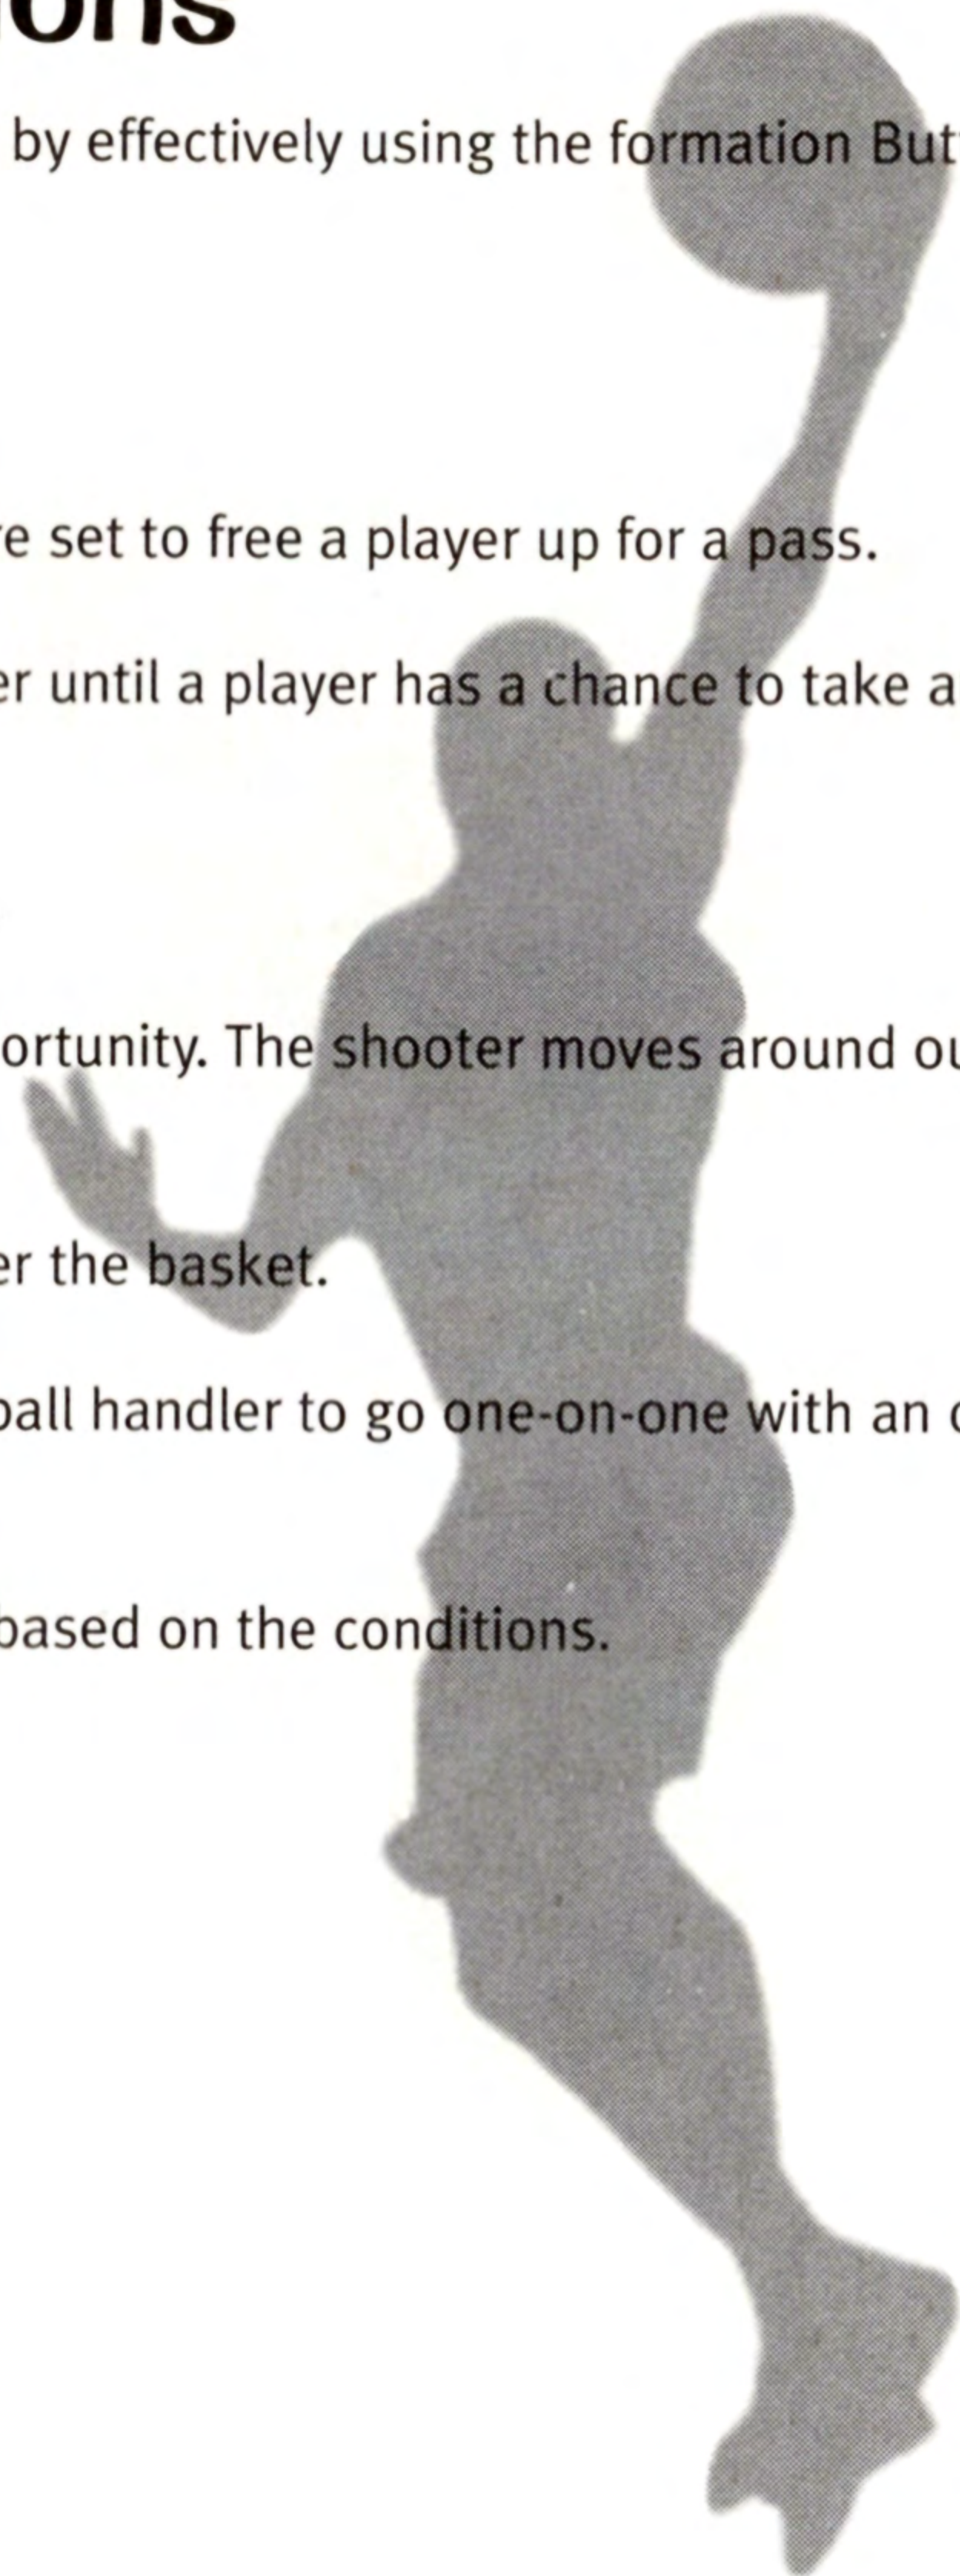 ons
by effectively using the formation But
re set to free a player up for a pass.
er until a player has a chance to take a
ortunity. The shooter moves around ou
er the basket.
ball handler to go one-on-one with an o
based on the conditions.